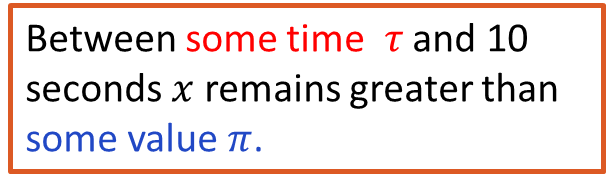 Between some time τ and 10
seconds x remains greater than
some value π.